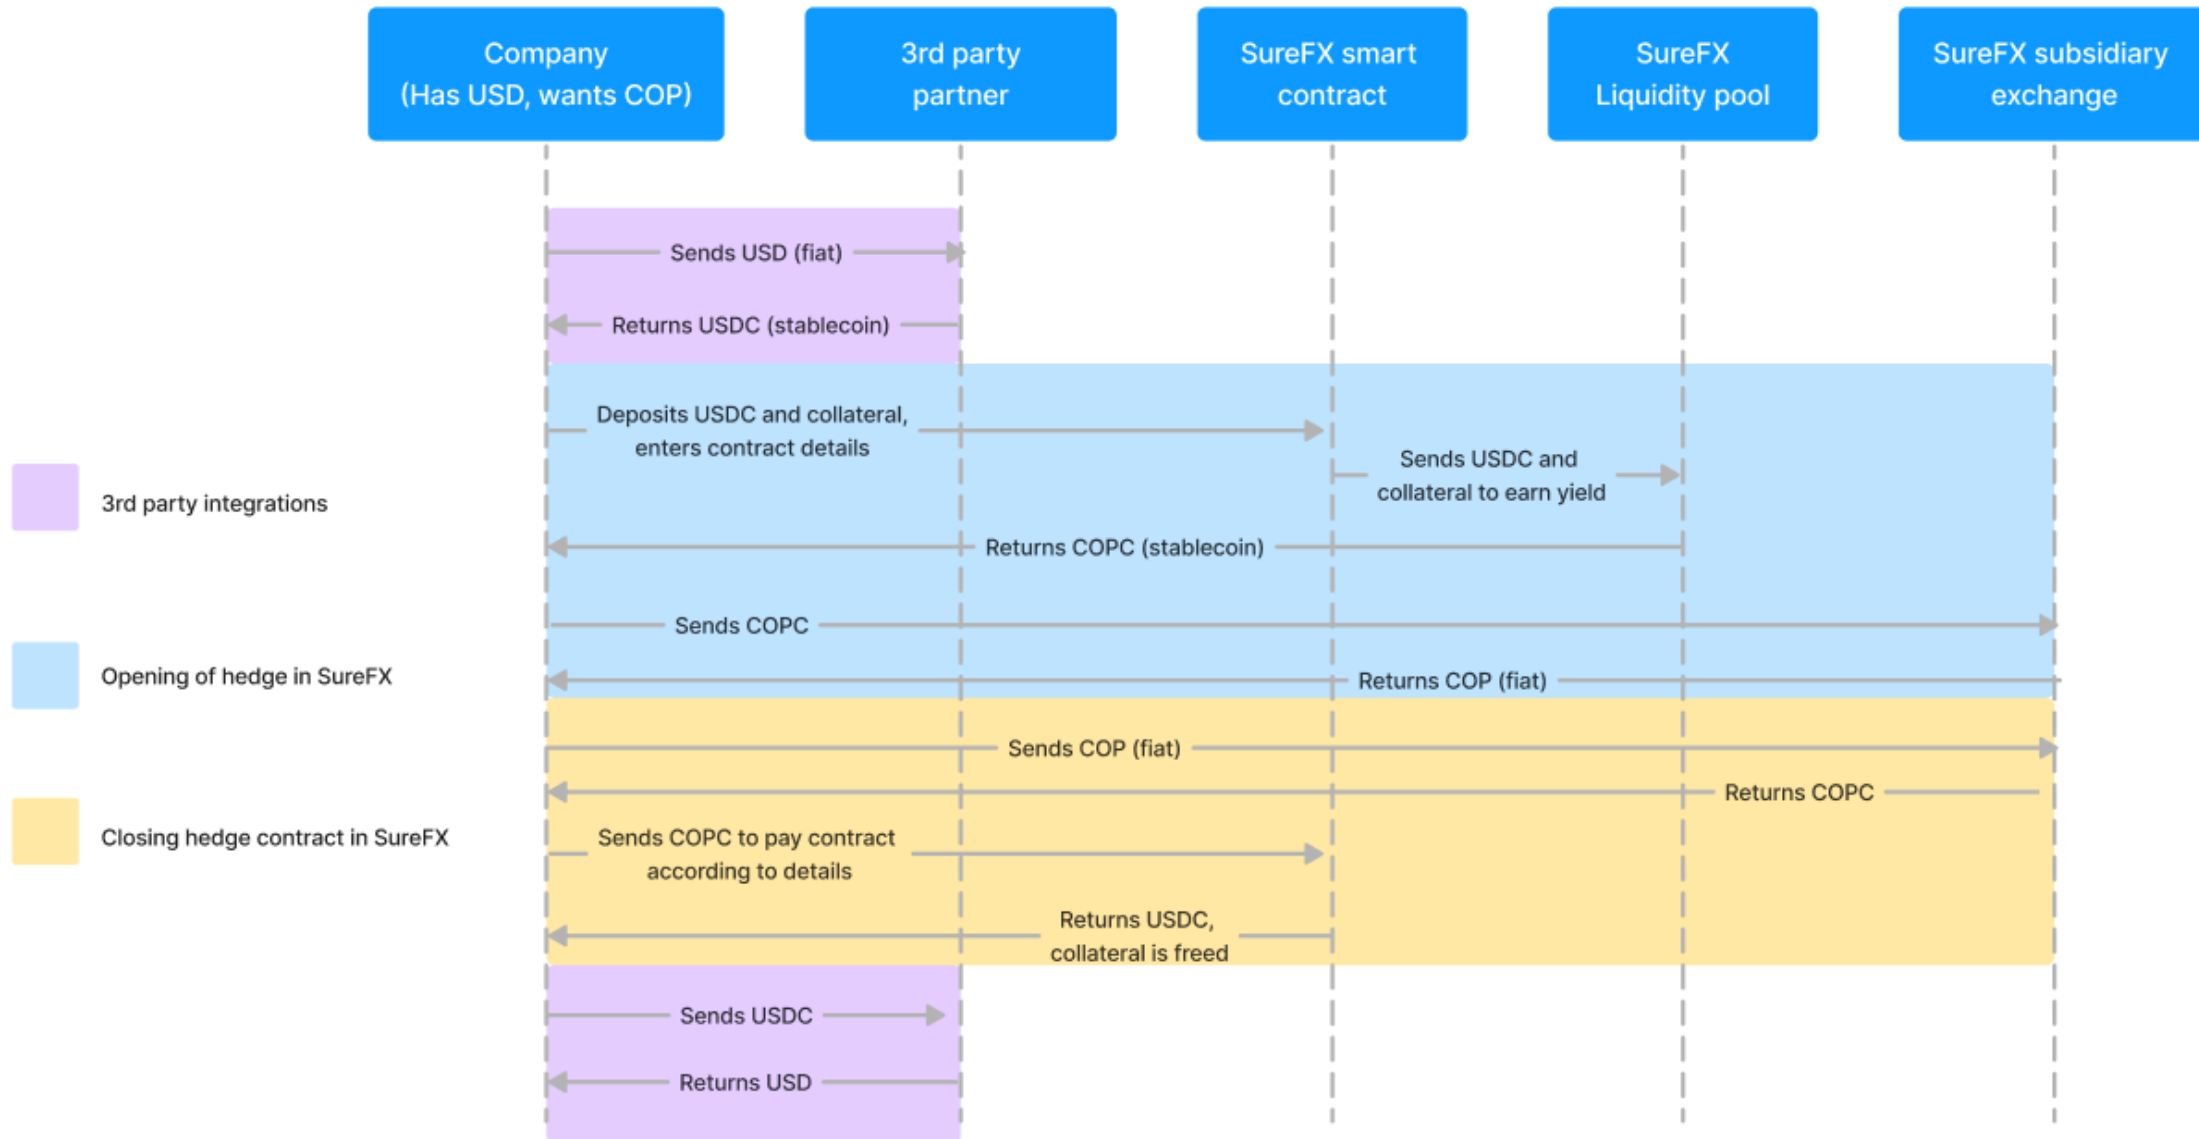 Company
(Has USD, wants COP)
3rd party
partner
SureFX smart
contract
SureFX
Liquidity pool
SureFX subsidiary
exchange
Sends USD (fiat)
Returns USDC (stablecoin)
Deposits USDC and collateral,
enters contract details
Sends USDC and
collateral to earn yield
3rd party integrations
Returns COPC (stablecoin)
Sends COPC
Opening of hedge in SureFX
Returns COP (fiat)
Sends COP (fiat)
Returns COPC
Closing hedge contract in SureFX
Sends COPC to pay contract
according to details
Returns USDC,
collateral is freed
Sends USDC
Returns USD